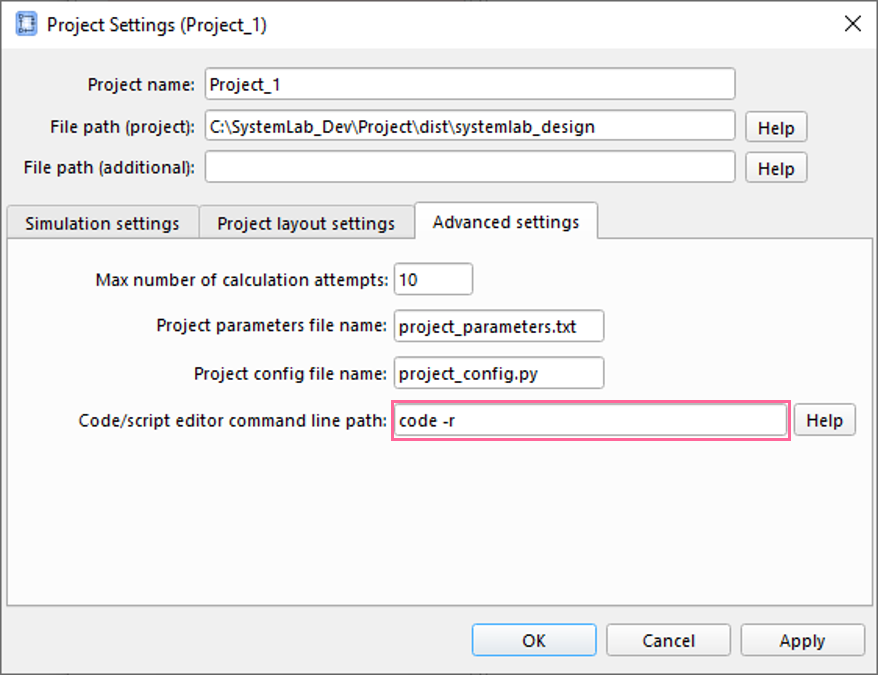 Project Settings (Project_1)
Project name: Project_1
File path (project): C:\SystemLab_Dev\Project\dist\systemlab_design Help
File path (additional): Help
Simulation settings Project layout settings Advanced settings
Max number of calculation attempts: 10
Project parameters file name: project_parameters.txt
Project config file name: project_config.py
Code/script editor command line path: code -r Help
OK Cancel Apply